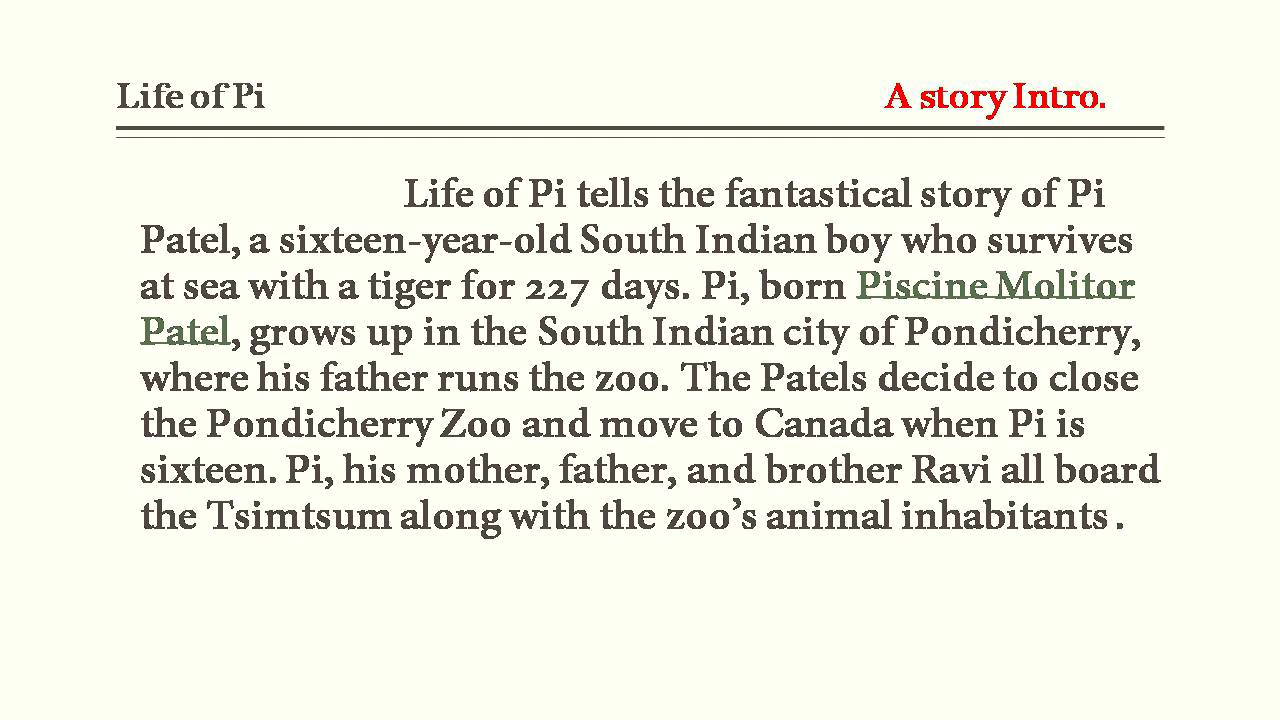 Life of Pi A story Intro.
Life of Pi tells the fantastical story of Pi
Patel, a sixteen-year-old South Indian boy who survives
at sea with a tiger for 227 days. Pi, born Piscine Molitor
Patel, grows up in the South Indian city of Pondicherry,
where his father runs the zoo. The Patels decide to close
the Pondicherry Zoo and move to Canada when Pi is
sixteen. Pi, his mother, father, and brother Ravi all board
the Tsimtsum along with the zoo’s animal inhabitants .